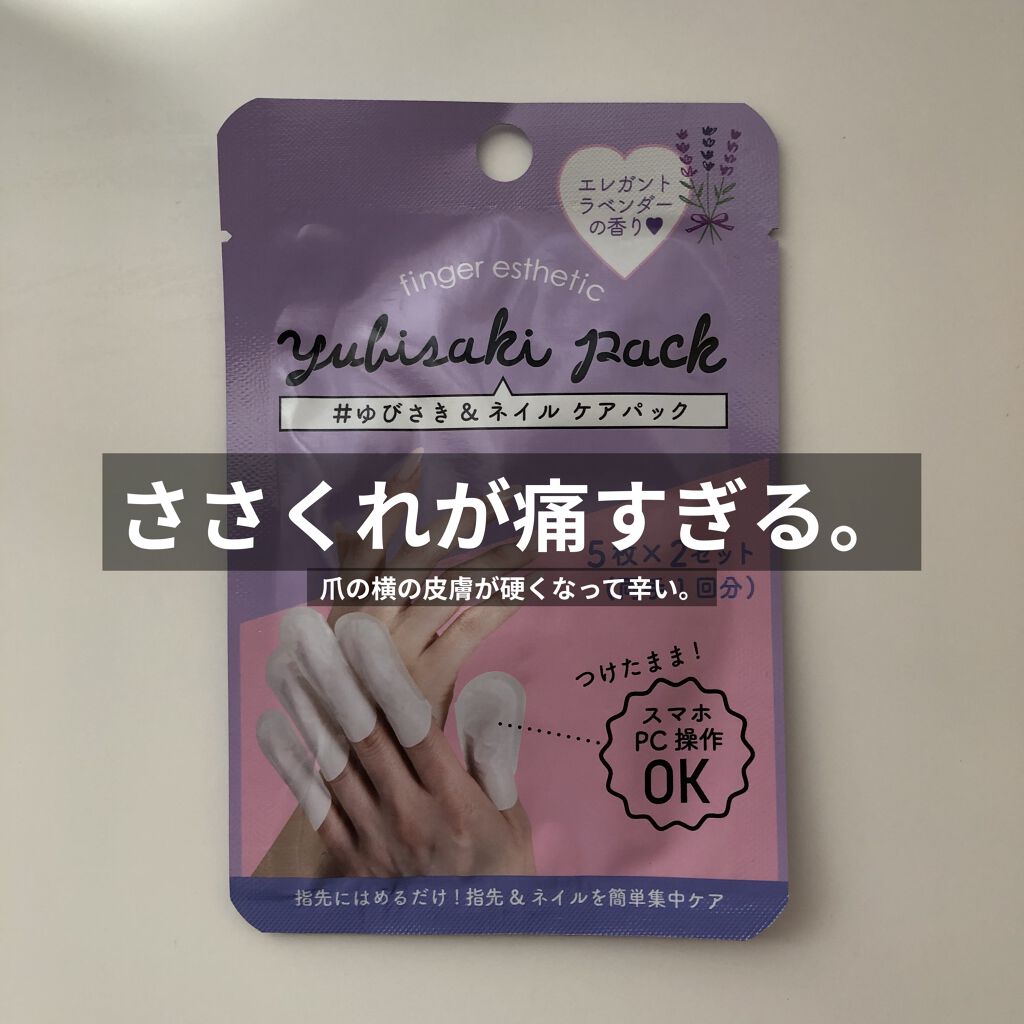 エレガント
ラベンダー
の香り♥
finger esthetic
yubisaki pack
#ゆびさき&ネイル ケアパック
ささくれが痛すぎる。
5枚×2セット
爪の横の皮膚が硬くなって辛い。
回分）
つけたまま！
スマホ
PC操作
OK
指先にはめるだけ！指先&ネイルを簡単集中ケア